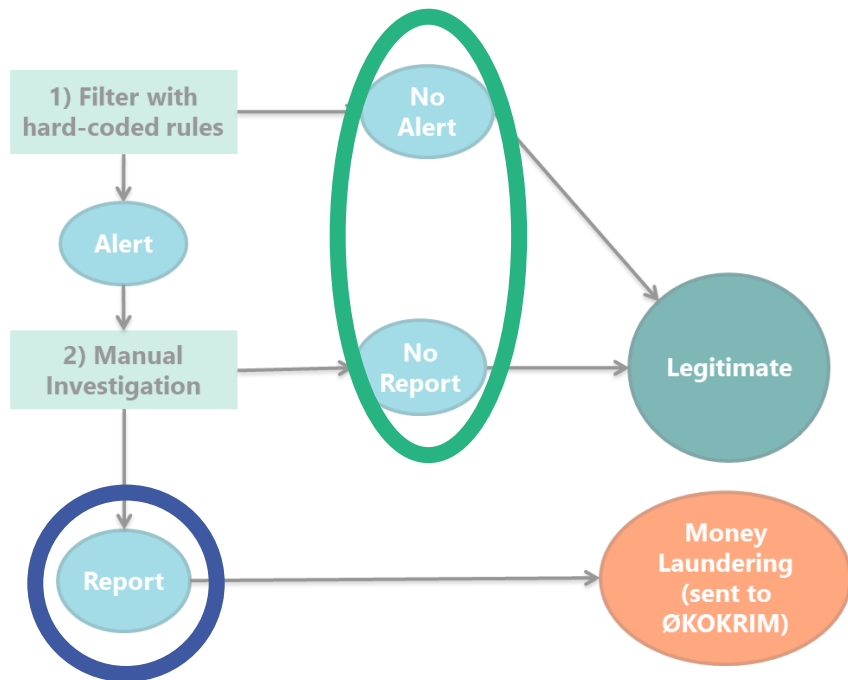 1) Filter with
hard-coded rules
No
Alert
Alert
2) Manual
Investigation
No
Report
Legitimate
Report
Money
Laundering
(sent to
ØKOKRIM)